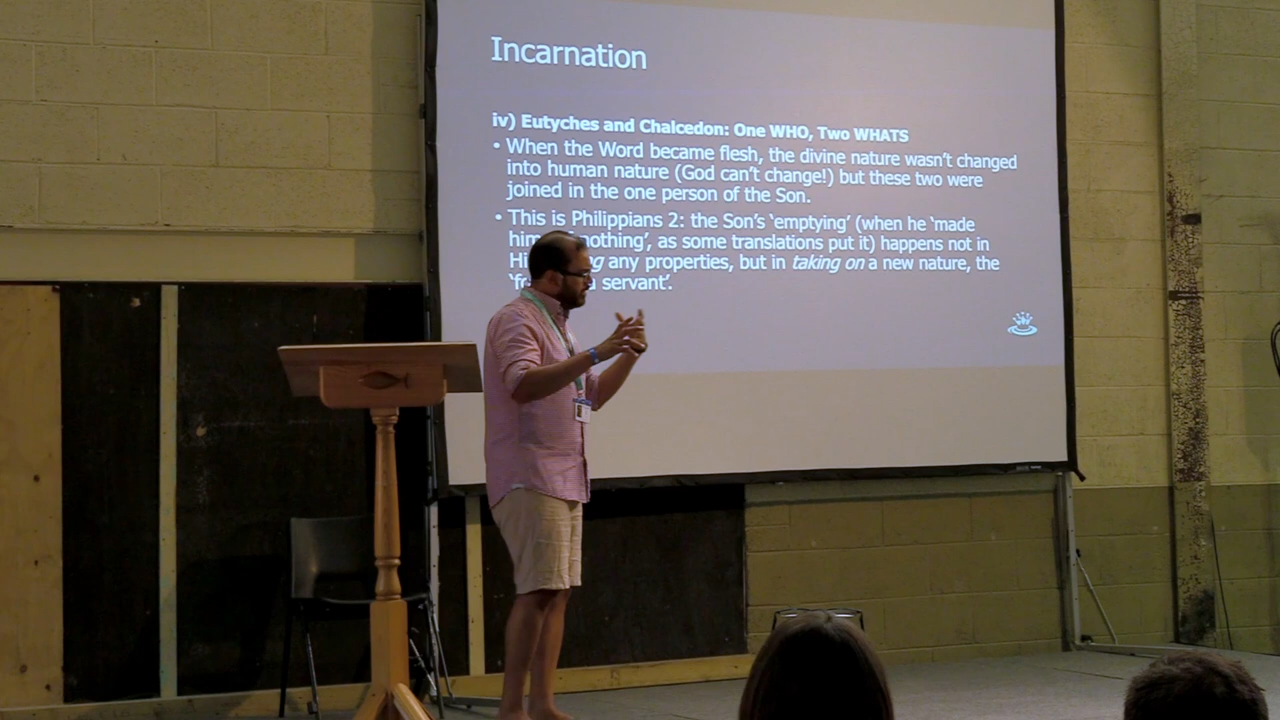 Incarnation
iv) Eutyches and Chalcedon: One WHO, Two WHATS
• When the Word became flesh, the divine nature wasn't changed
into human nature (God can't change!) but these two were
joined in the one person of the Son.
• This is Philippians 2: the Son's 'emptying' (when he 'made
nothing', as some translations put it) happens not in
any properties, but in taking on a new nature, the
a servant'.